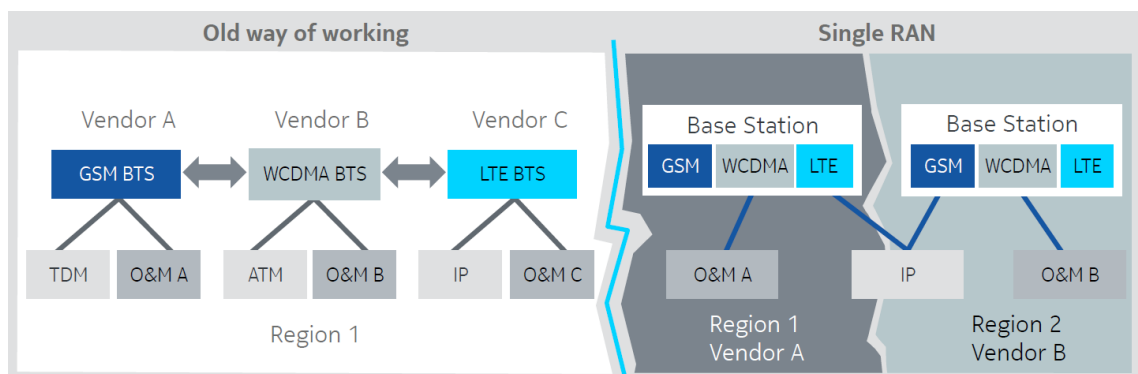 Old way of working
Single RAN
Vendor A
Vendor B
Vendor C
GSM BTS
WCDMA BTS
LTE BTS
TDM
O&M A
ATM
O&M B
IP
O&M C
Region 1
Base Station
GSM
WCDMA
LTE
Base Station
GSM
WCDMA
LTE
O&M A
IP
O&M B
Region 1
Vendor A
Region 2
Vendor B